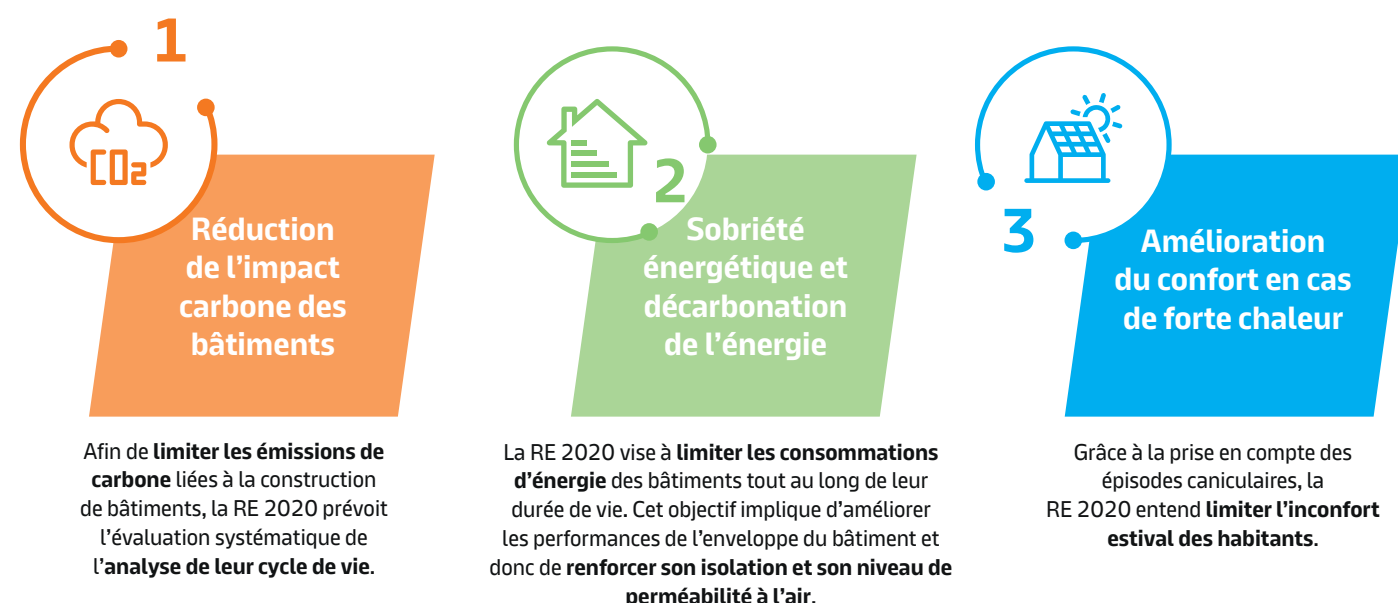 1
CO2
Réduction
de l’impact
carbone des
bâtiments
Afin de limiter les émissions de
carbone liées à la construction
de bâtiments, la RE 2020 prévoit
l’évaluation systématique de
l’analyse de leur cycle de vie.
2
Sobriété
énergétique et
décarbonation
de l’énergie
La RE 2020 vise à limiter les consommations
d’énergie des bâtiments tout au long de leur
durée de vie. Cet objectif implique d’améliorer
les performances de l’enveloppe du bâtiment et
donc de renforcer son isolation et son niveau de
perméabilité à l’air.
3
Amélioration
du confort en cas
de forte chaleur
Grâce à la prise en compte des
épisodes caniculaires, la
RE 2020 entend limiter l’inconfort
estival des habitants.